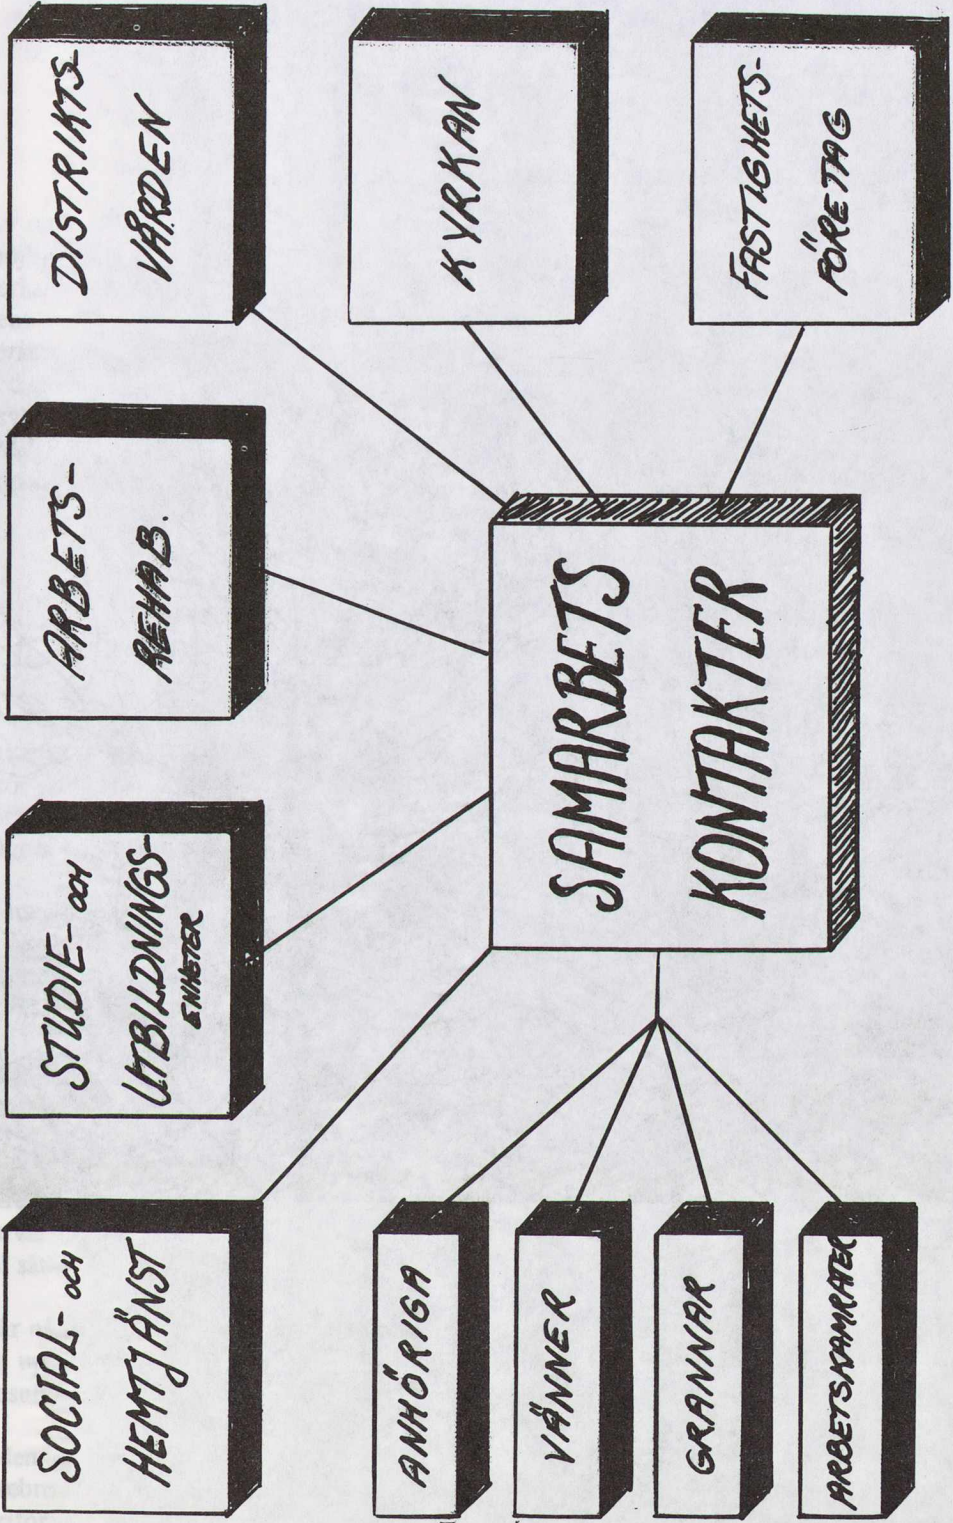 SOCIAL- OCH
HEMTJÄNST
STUDIE- OCH
UTBILDNINGS-
ENHETER
ARBETS-
REHAB.
DISTRIKTS-
VÅRDEN
KYRKAN
FASTIGHETS-
FÖRETAG
SAMARBETS
KONTAKTER
ANHÖRIGA
VÄNNER
GRANNAR
ARBETSKAMRATER